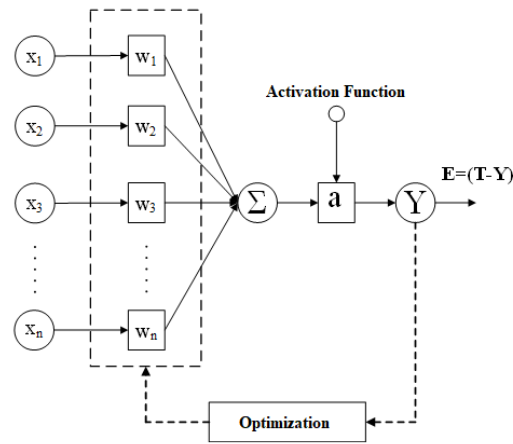 x1 w1
Activation Function
x2 w2
E=(T-Y)
x3 w3 Σ a Y
xn wn
Optimization